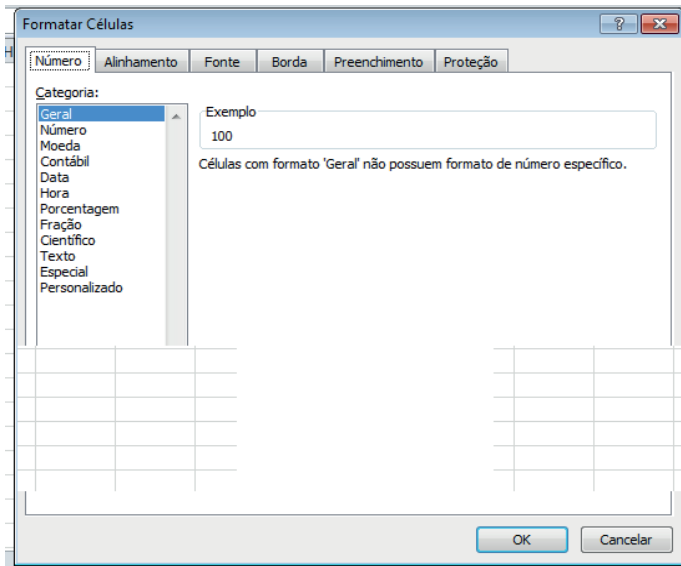 Formatar Células
H
Número Alinhamento Fonte Borda Preenchimento Proteção
Categoria:
Geral
Número
Moeda
Contábil
Data
Hora
Porcentagem
Fração
Científico
Texto
Especial
Personalizado
Exemplo
100
Células com formato 'Geral' não possuem formato de número específico.
OK Cancelar